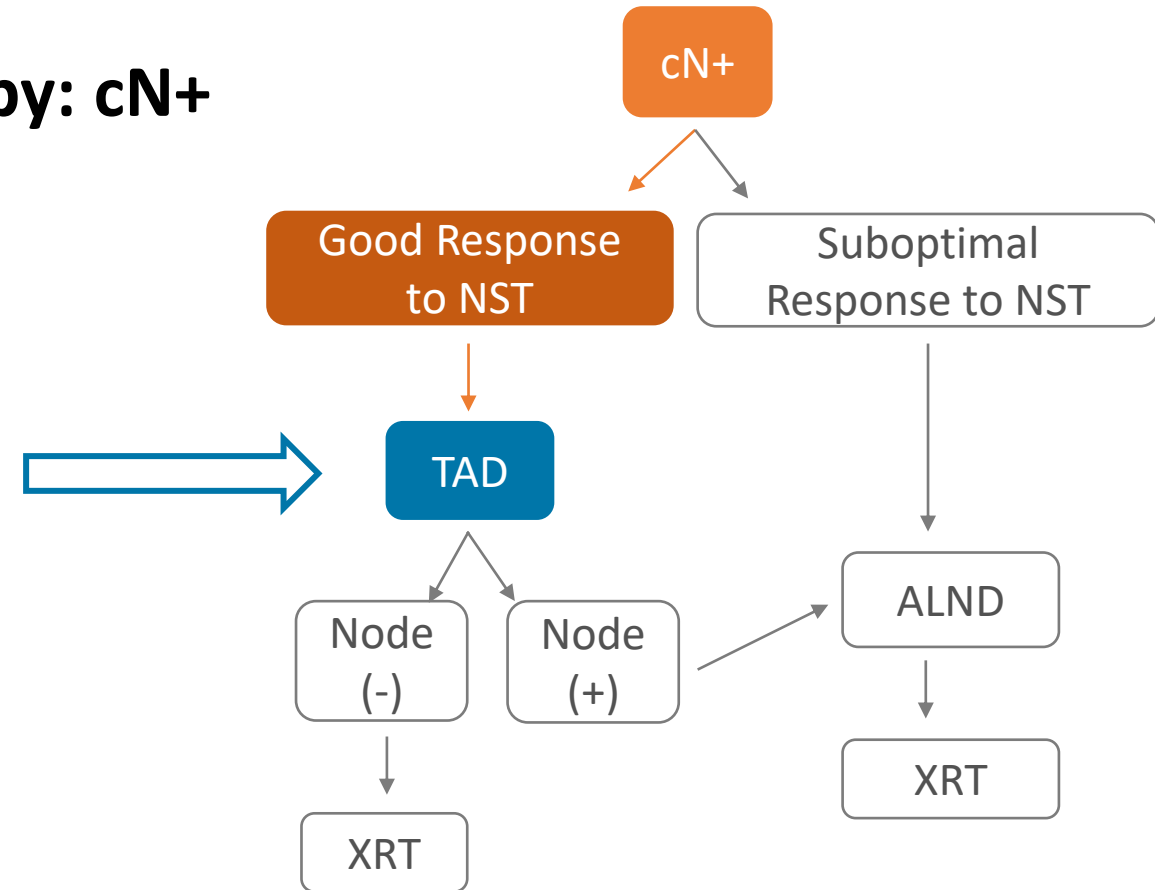 py: cN+
cN+
Good Response
to NST
Suboptimal
Response to NST
TAD
Node
(-)
Node
(+)
ALND
XRT
XRT